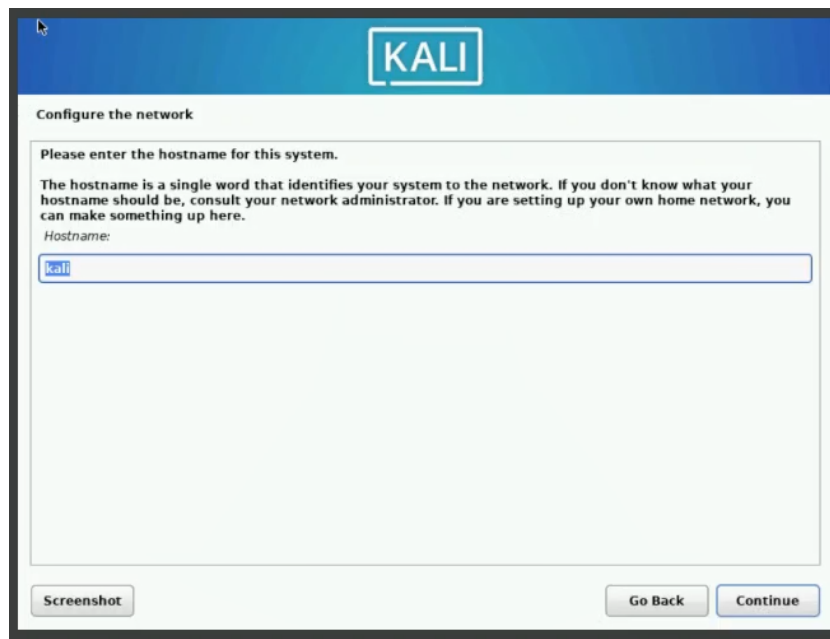 KALI
Configure the network
Please enter the hostname for this system.
The hostname is a single word that identifies your system to the network. If you don't know what your
hostname should be, consult your network administrator. If you are setting up your own home network, you
can make something up here.
Hostname:
kali
Screenshot
Go Back
Continue